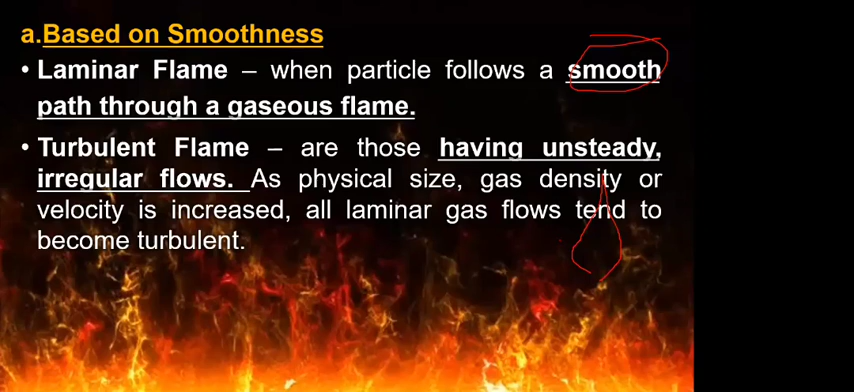 a.Based on Smoothness
• Laminar Flame – when particle follows a smooth
path through a gaseous flame.
• Turbulent Flame – are those having unsteady,
irregular flows. As physical size, gas density or
velocity is increased, all laminar gas flows tend to
become turbulent.